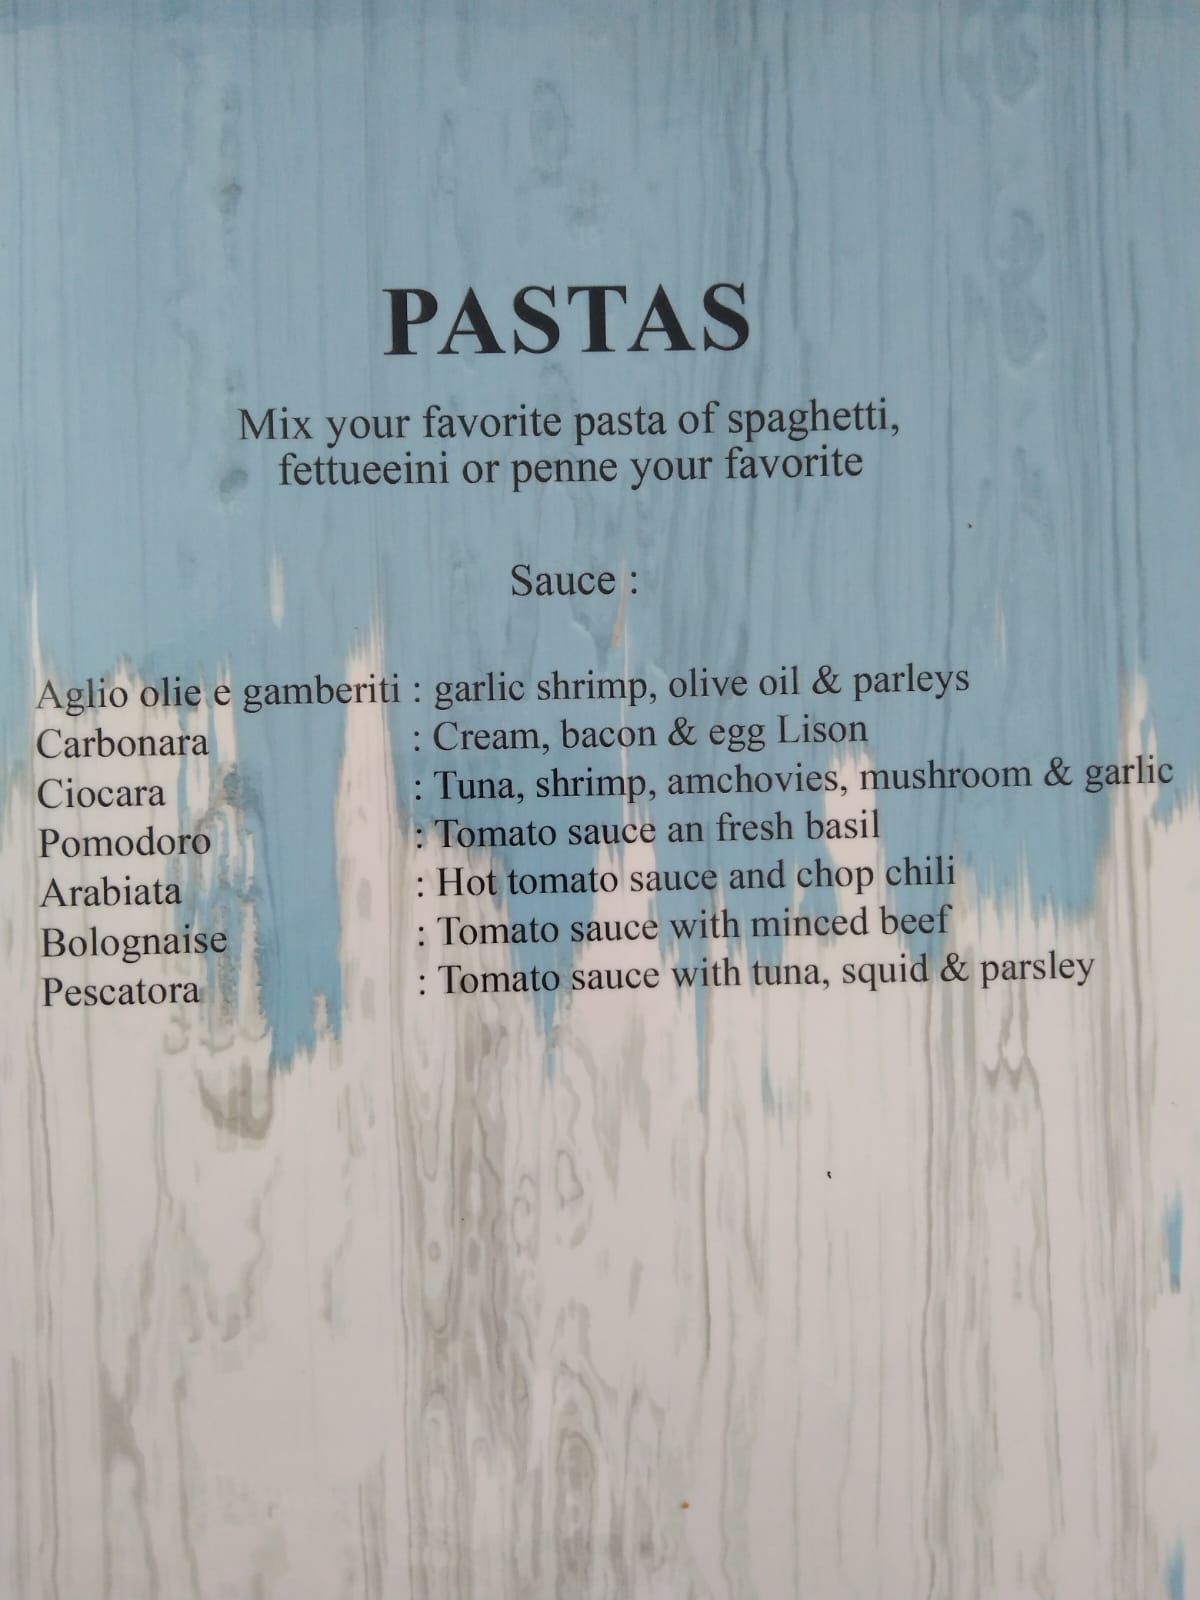 PASTAS
Mix your favorite pasta of spaghetti,
fettueeini or penne your favorite
Sauce :
Aglio olie e gamberiti : garlic shrimp, olive oil & parleys
Carbonara : Cream, bacon & egg Lison
Ciocara : Tuna, shrimp, amchovies, mushroom & garlic
Pomodoro : Tomato sauce an fresh basil
Arabiata : Hot tomato sauce and chop chili
Bolognaise : Tomato sauce with minced beef
Pescatora : Tomato sauce with tuna, squid & parsley